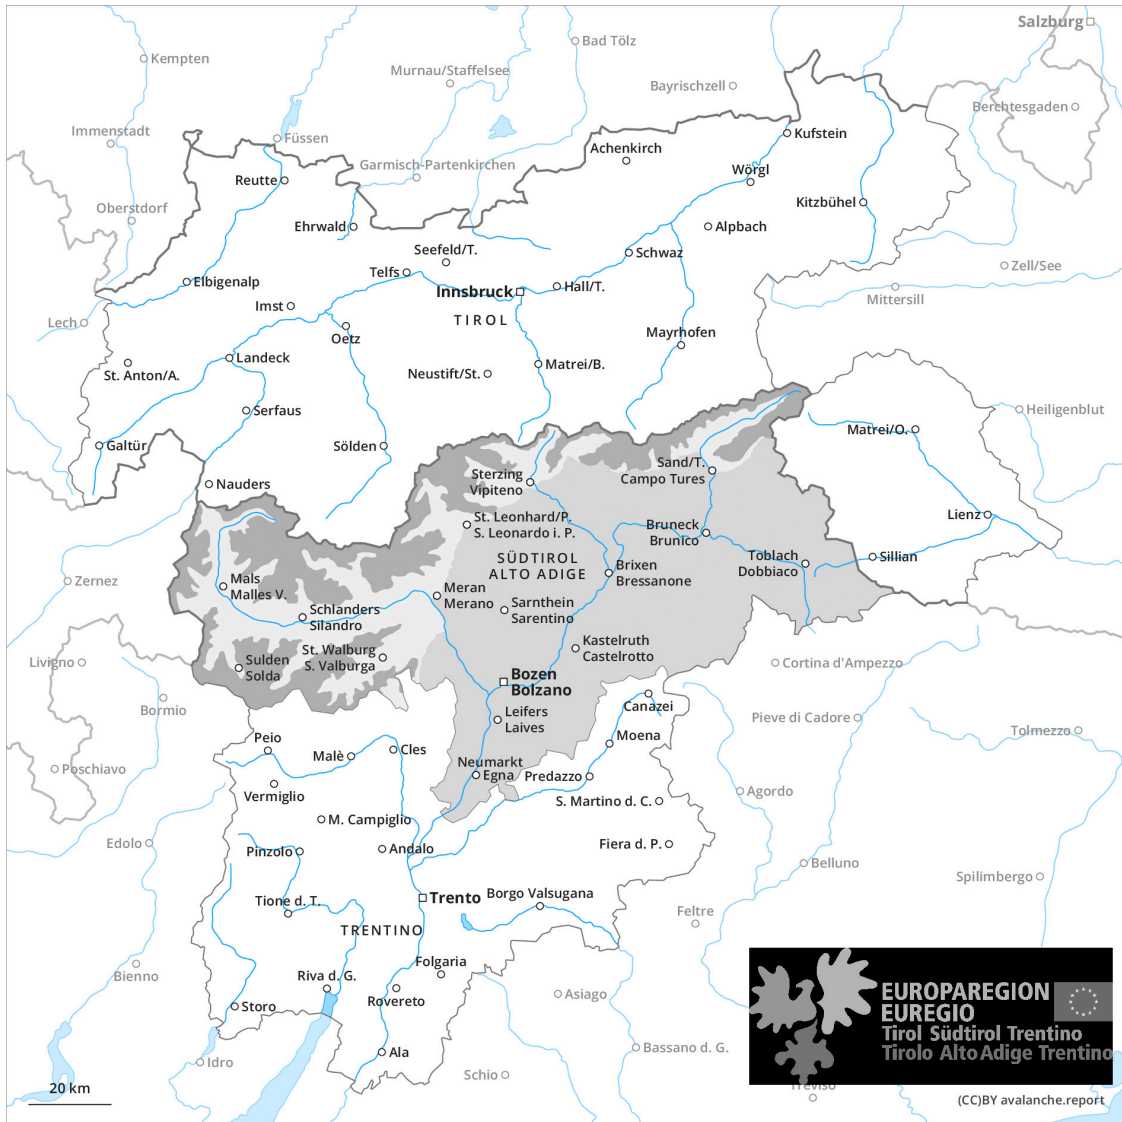 Salzburg
Bad Tölz
Kempten
Murnau/Staffelsee
Bayrischzell
Berchtesgaden
Immenstadt
Füssen
Kufstein
Achenkirch
Garmisch-Partenkirchen
Wörgl
Reutte
Kitzbühel
Oberstdorf
Ehrwald
Alpbach
Seefeld/T.
Schwaz
Zell/See
Telfs
Elbigenalp
Hall/T.
Innsbruck
Mittersill
Imst
Lech
TIROL
Oetz
Mayrhofen
Landeck
Matrei/B.
St. Anton/A.
Neustift/St.
Serfaus
Heiligenblut
Matrei/O.
Galtür
Sölden
Sand/T.
Campo Tures
Sterzing
Vipiteno
Nauders
St. Leonhard/P.
S. Leonardo i. P.
Lienz
Bruneck
Brunico
SÜDTIROL
ALTO ADIGE
Toblach
Dobbiaco
Sillian
Brixen
Bressanone
Zernez
Mals
Malles V.
Meran
Merano
Schlanders
Silandro
Sarnthein
Sarentino
Kastelruth
Castelrotto
St. Walburg
S. Valburga
Livigno
Sulden
Solda
Cortina d'Ampezzo
Bozen
Bolzano
Bormio
Canazei
Leifers
Laives
Pieve di Cadore
Tolmezzo
Peio
Moena
Malè
Cles
Neumarkt
Egna
Poschiavo
Predazzo
Vermiglio
Agordo
S. Martino d. C.
M. Campiglio
Edolo
Fiera d. P.
Pinzolo
Andalo
Belluno
Spilimbergo
Borgo Valsugana
Trento
Tione d. T.
Feltre
TRENTINO
Folgaria
Bienno
Riva d. G.
Asiago
Rovereto
Storo
EUROPAREGION
EUREGIO
Tirol Südtirol Trentino
Tirolo Alto Adige Trentino
Ala
Bassano d. G.
Idro
Schio
Treviso
20 km
(CC)BY avalanche.report